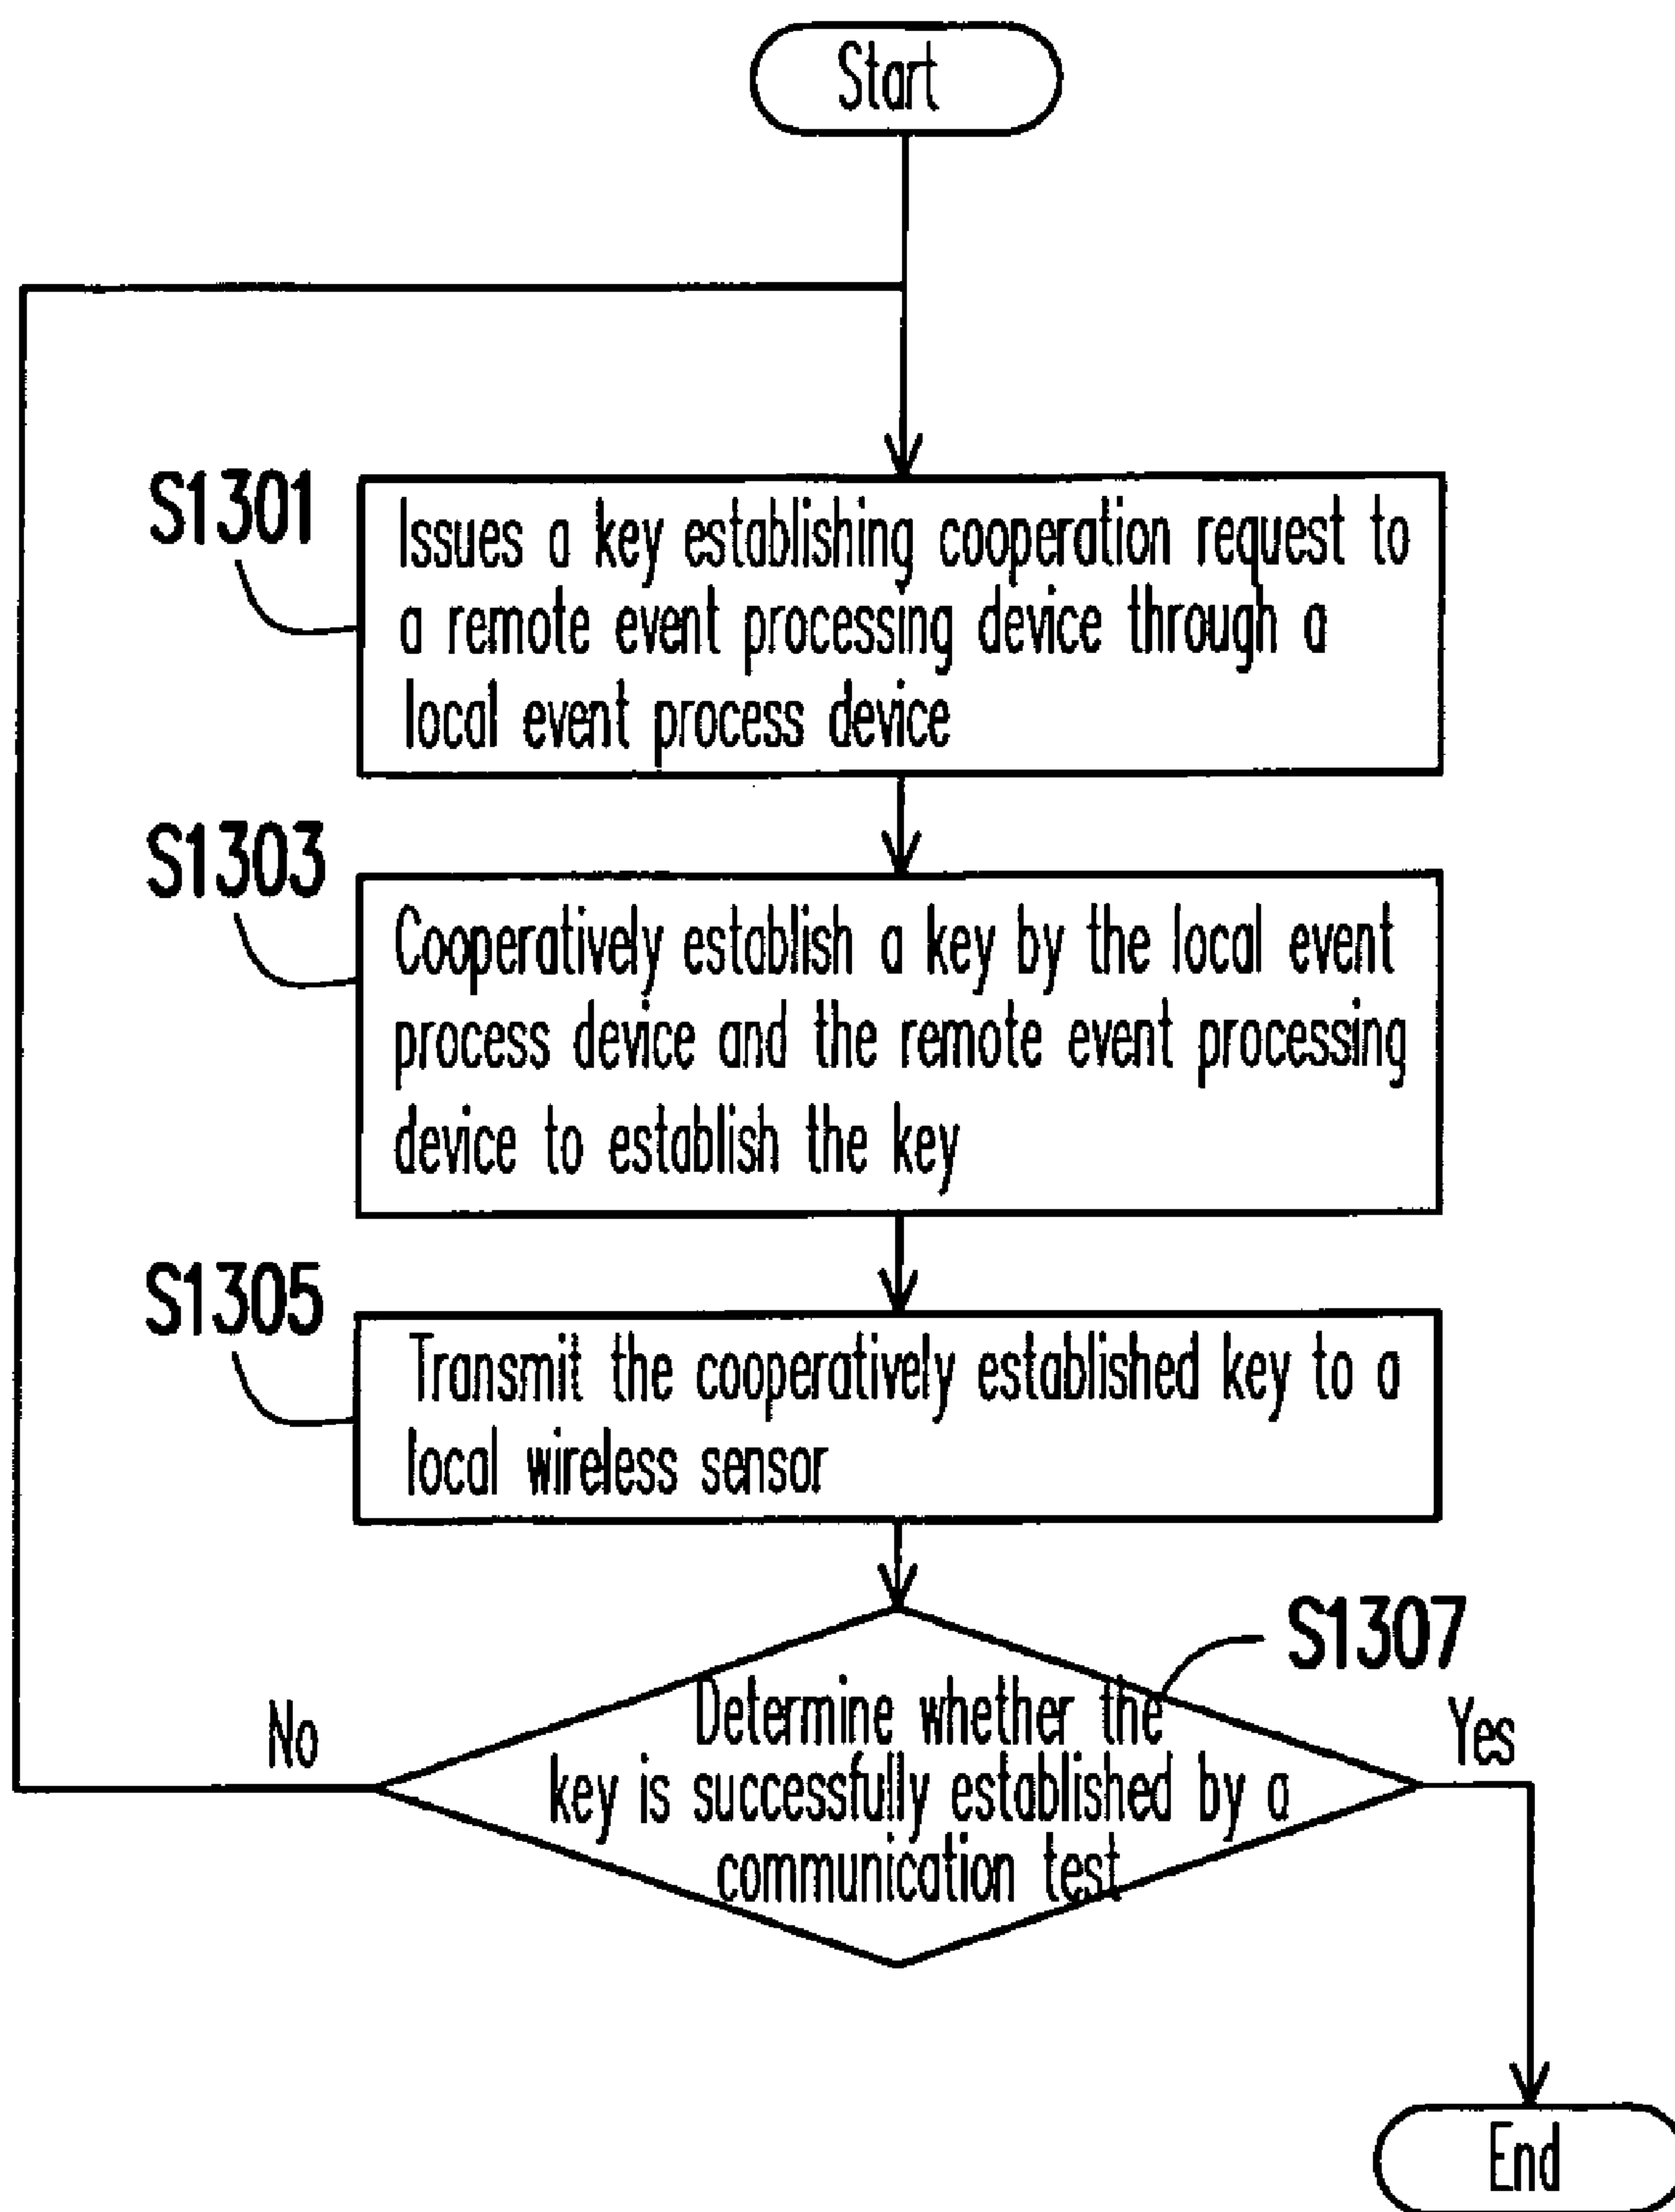 Start
S1301
Issues a key establishing cooperation request to
a remote event processing device through a
local event process device
S1303
Cooperatively establish a key by the local event
process device and the remote event processing
device to establish the key
S1305
Transmit the cooperatively established key to a
local wireless sensor
S1307
Determine whether the
key is successfully established by a
communication test
No
Yes
End